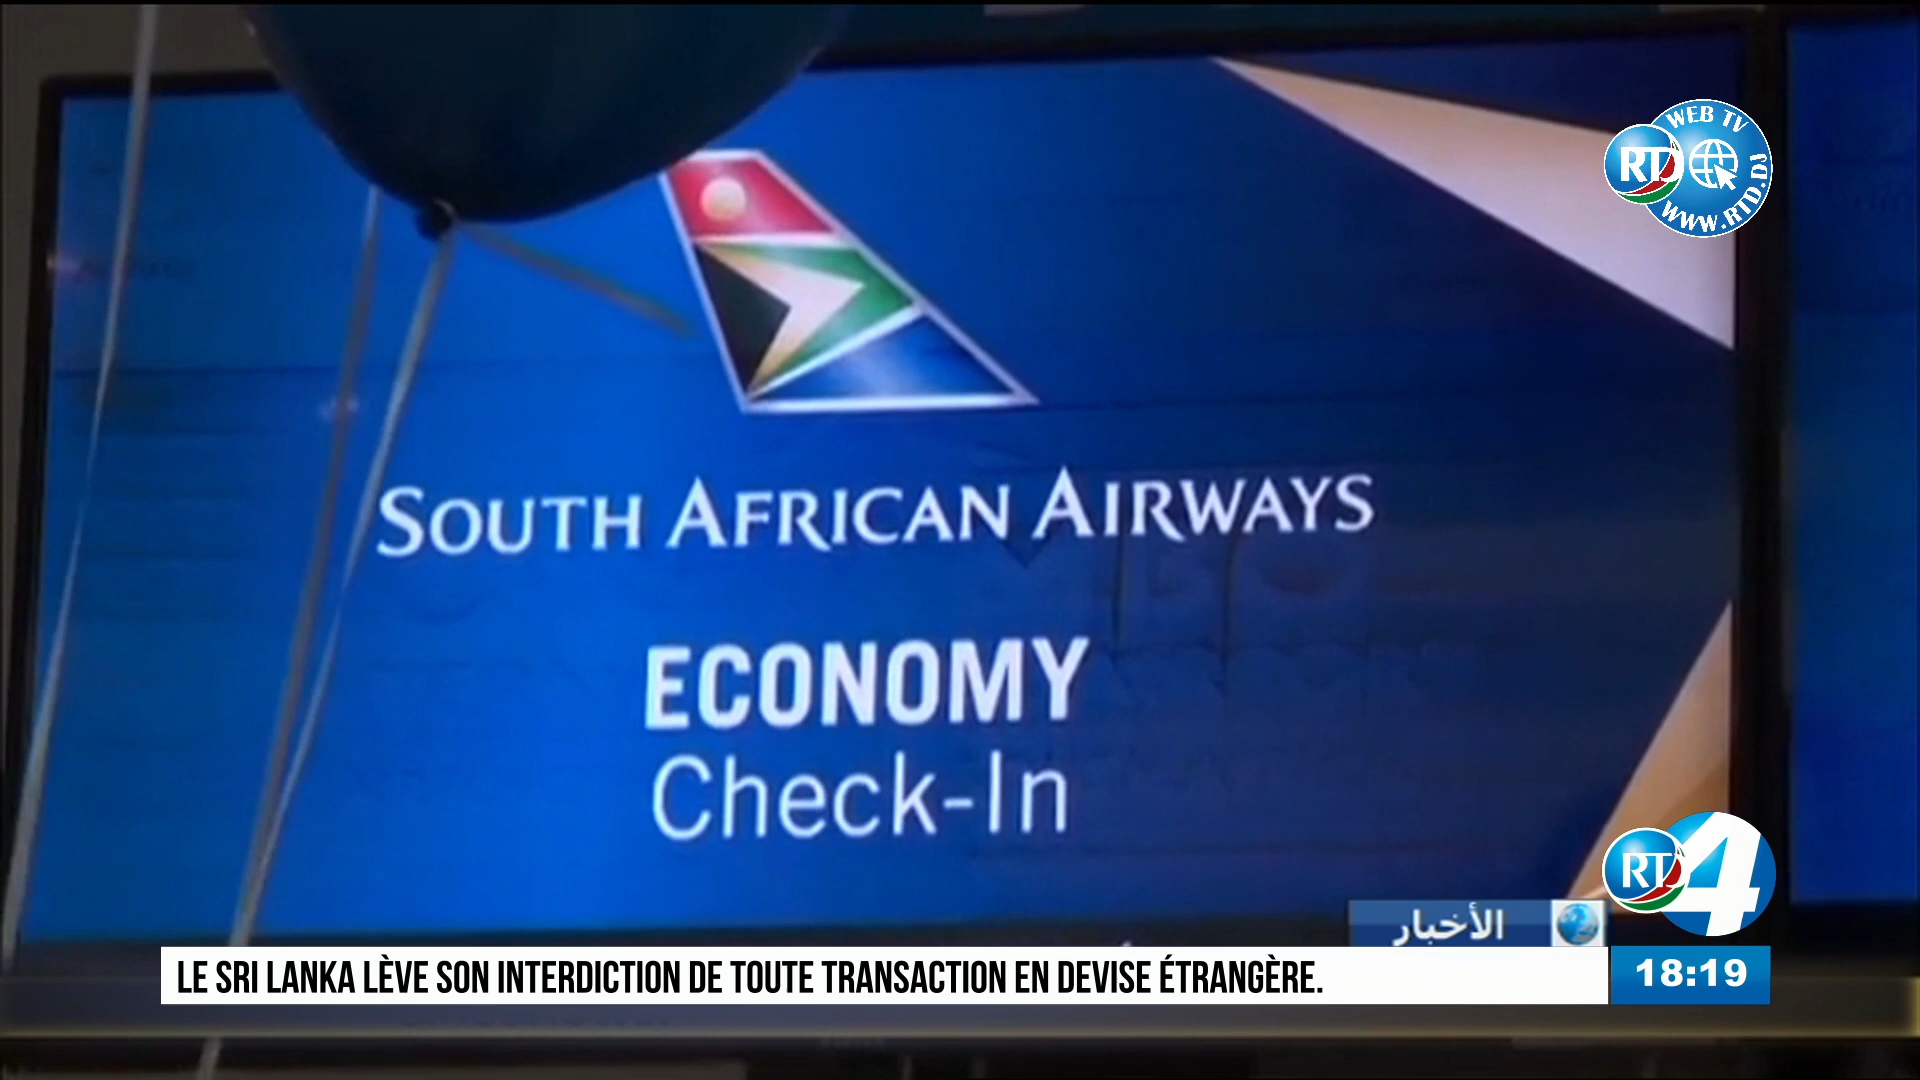 WEB TV
RTD
WWW.RTD.DJ
SOUTH AFRICAN AIRWAYS
ECONOMY
Check-In
RTD 4
الأخبار
LE SRI LANKA LÈVE SON INTERDICTION DE TOUTE TRANSACTION EN DEVISE ÉTRANGÈRE.
18:19